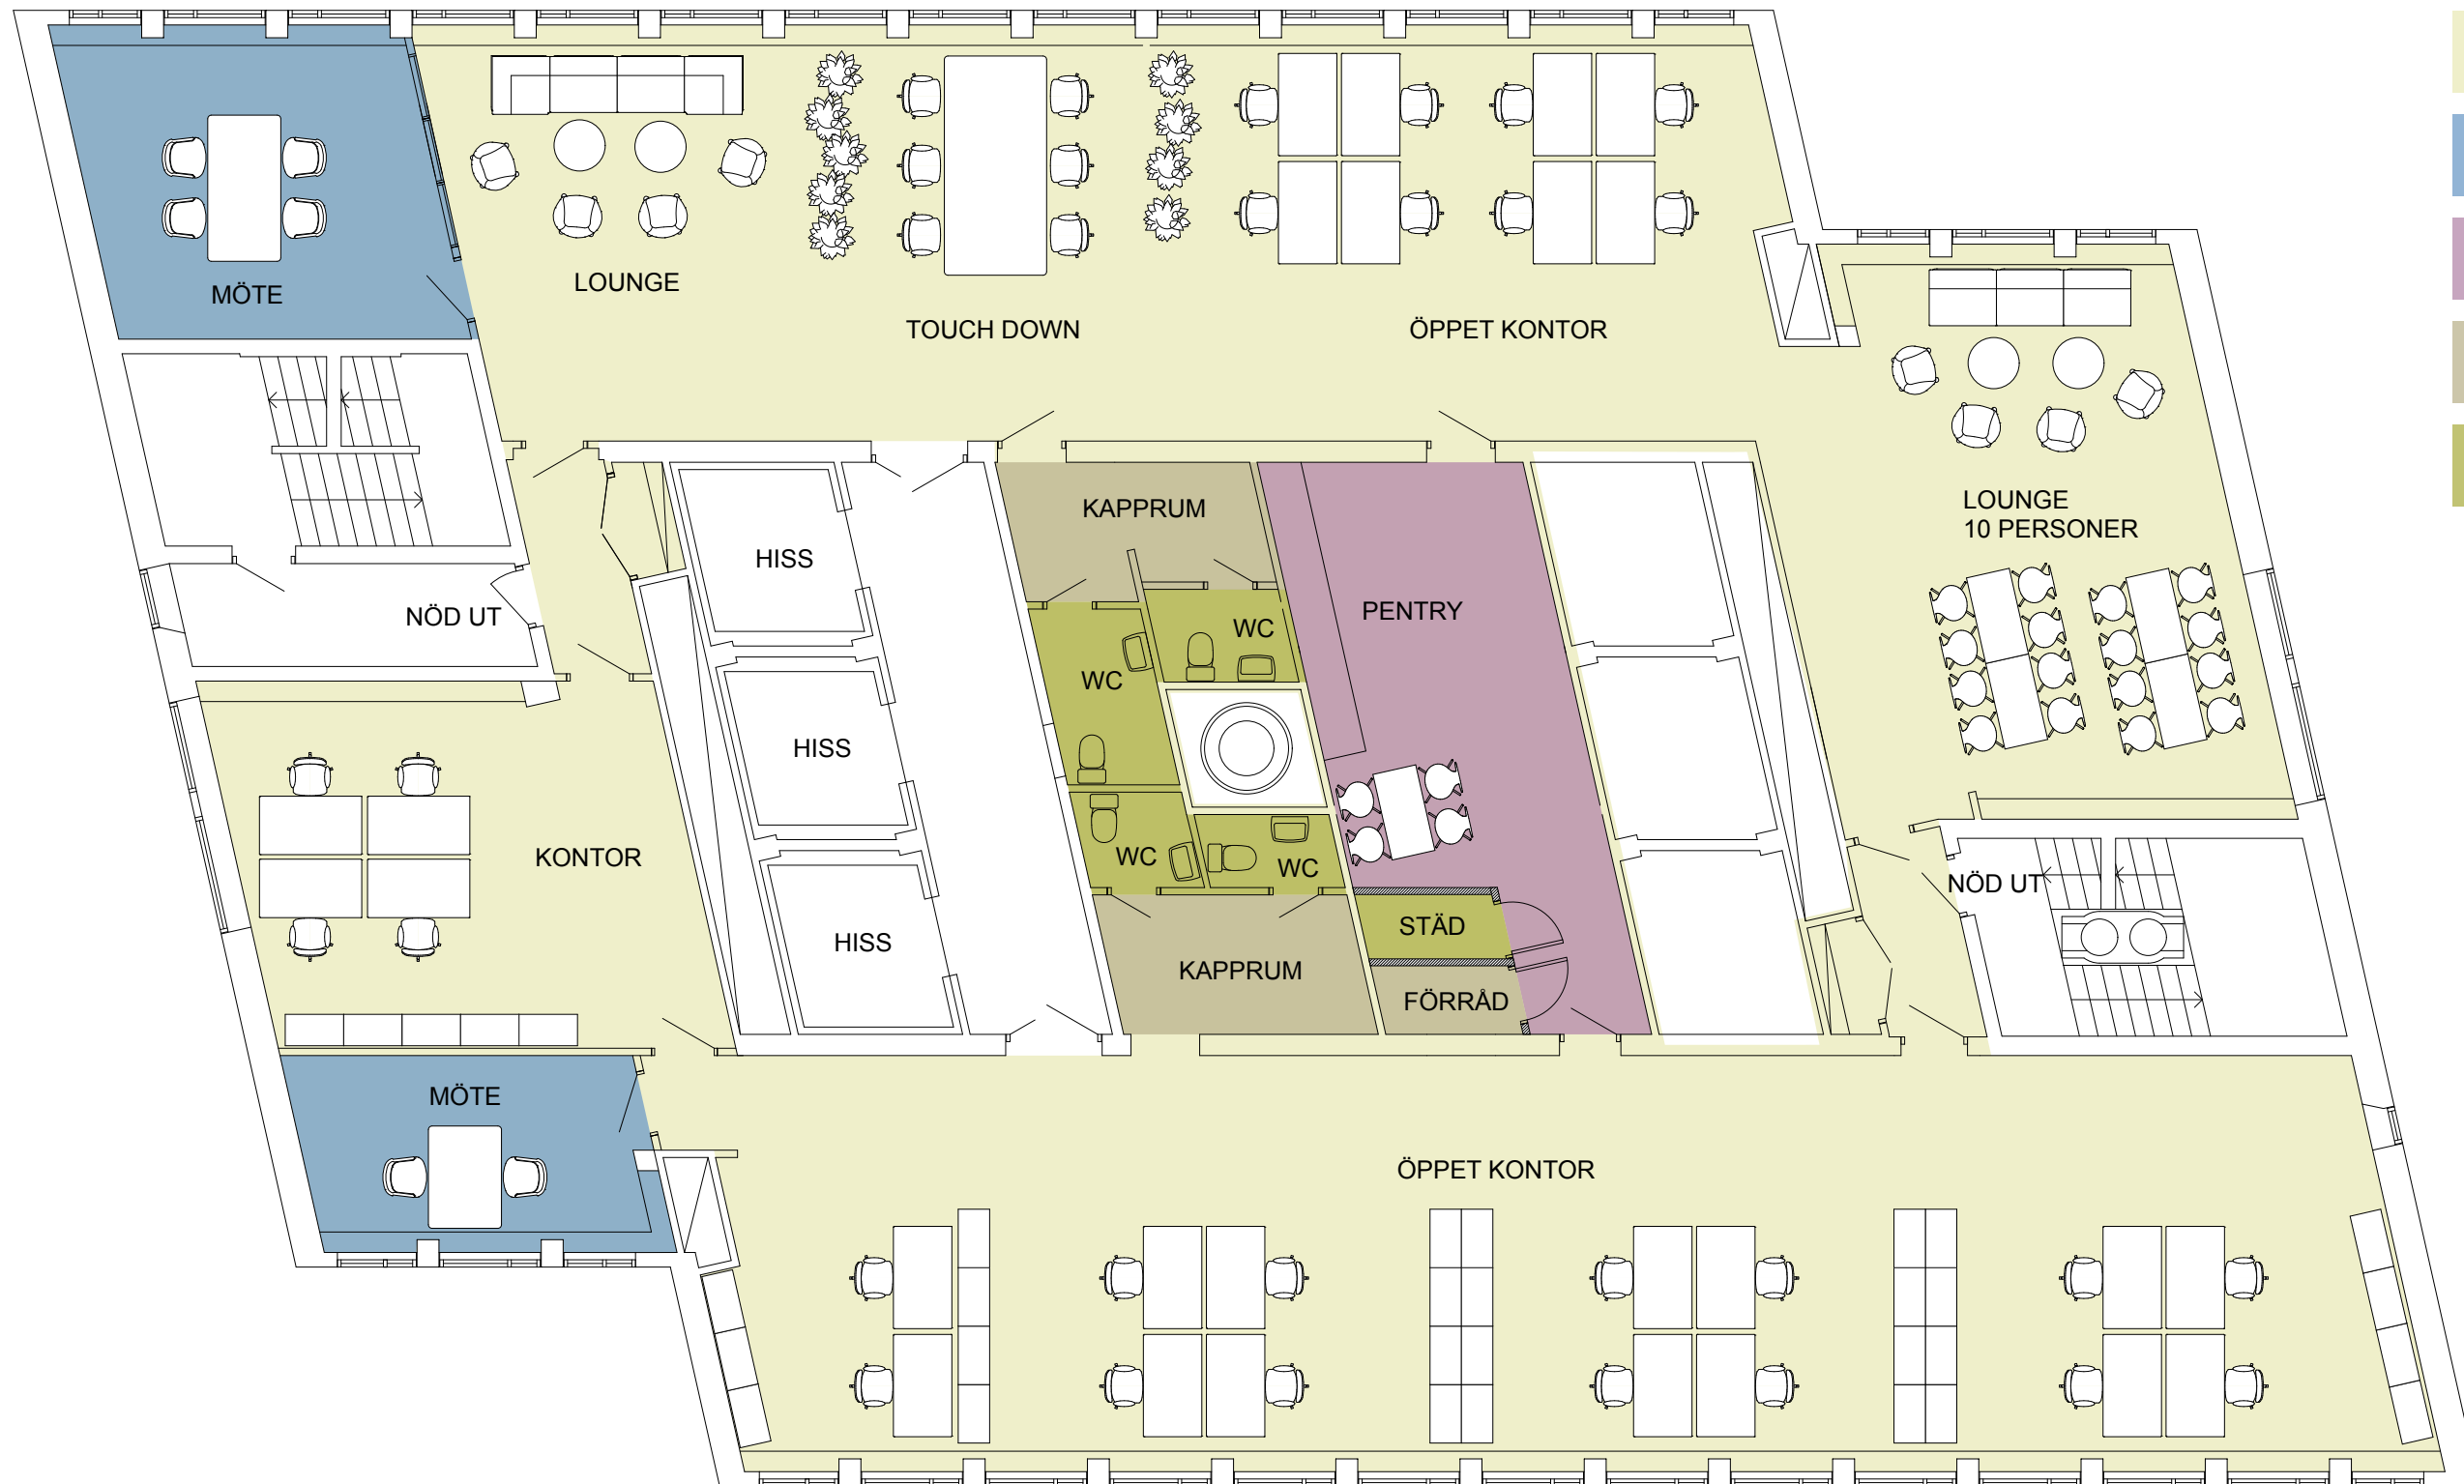 MÖTE
LOUNGE
TOUCH DOWN
ÖPPET KONTOR
LOUNGE
10 PERSONER
KAPPRUM
HISS
NÖD UT
WC
PENTRY
WC
HISS
KONTOR
WC
WC
NÖD UT
STÄD
HISS
KAPPRUM
FÖRRÅD
MÖTE
ÖPPET KONTOR